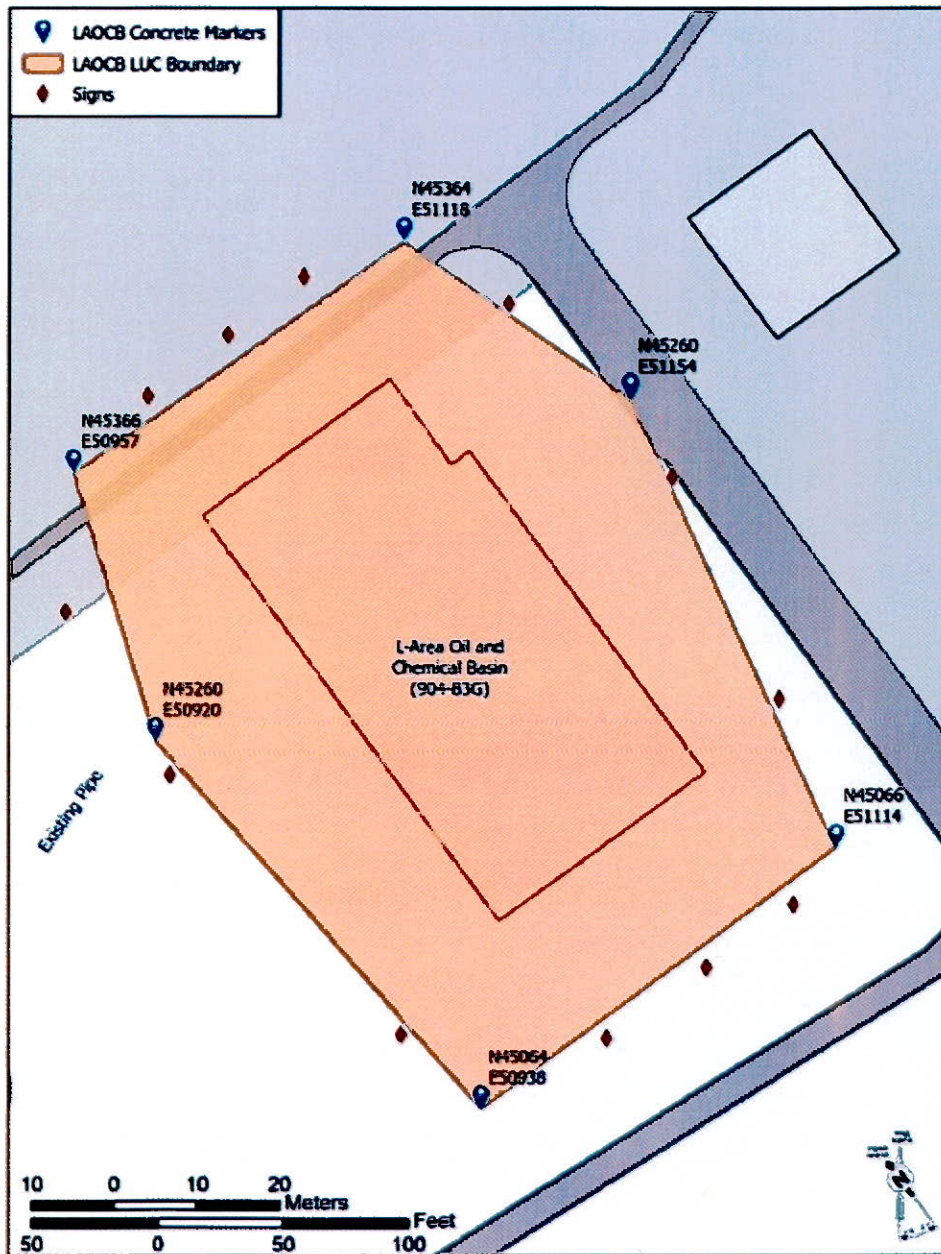 LAOCB Concrete Markers
LAOCB LUC Boundary
Signs
N45364
E51118
N45260
E51154
N45366
E50957
L-Area Oil and
Chemical Basin
(904-83G)
N45260
E50920
Existing Pipe
N45066
E51114
N45064
E50938
10 0 10 20
Meters
Feet
50 0 50 100
N